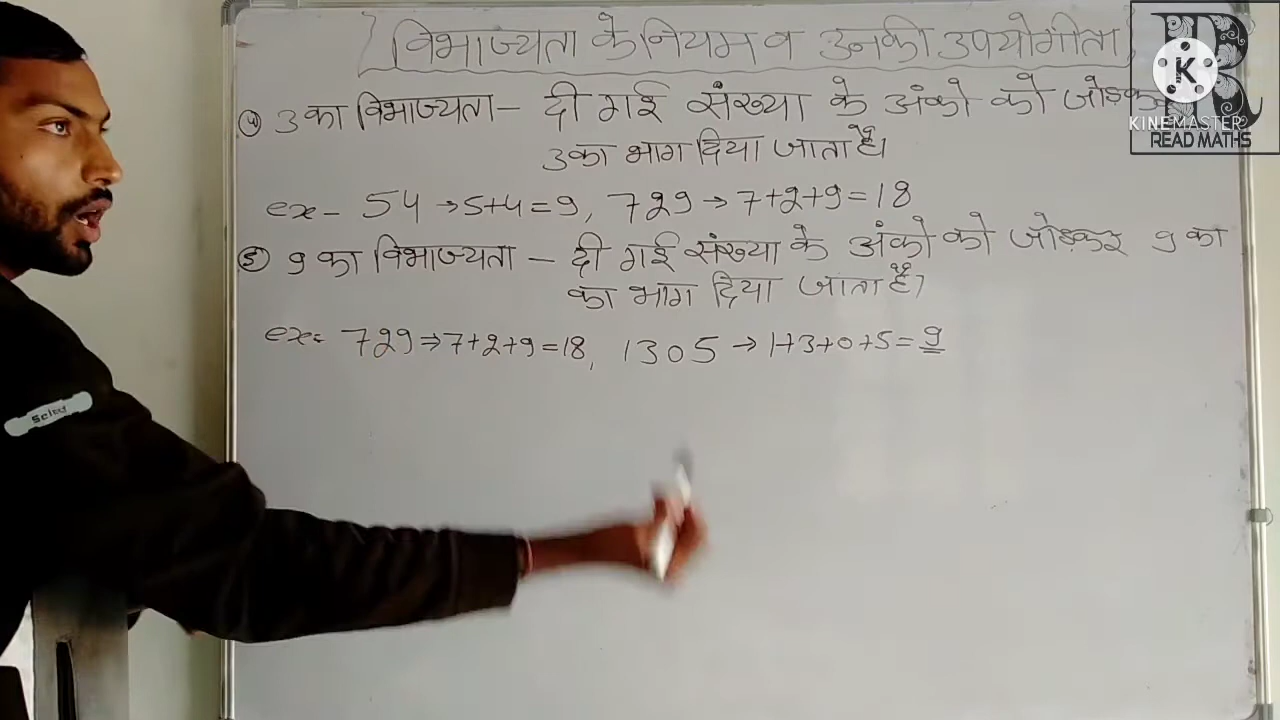 विभाज्यता के नियम व उनकी उपयोगीता
④ 3 का विभाज्यता - दी गई संख्या के अंको को जोड़कर
3 का भाग दिया जाता है।
ex- 54 → 5+4=9, 729 → 7+2+9=18
⑤ 9 का विभाज्यता - दी गई संख्या के अंको को जोड़कर 9 का
का भाग दिया जाता है।
ex:- 729 ⇒ 7+2+9=18, 1305 → 1+3+0+5=9
K
KINEMASTER
READ MATHS